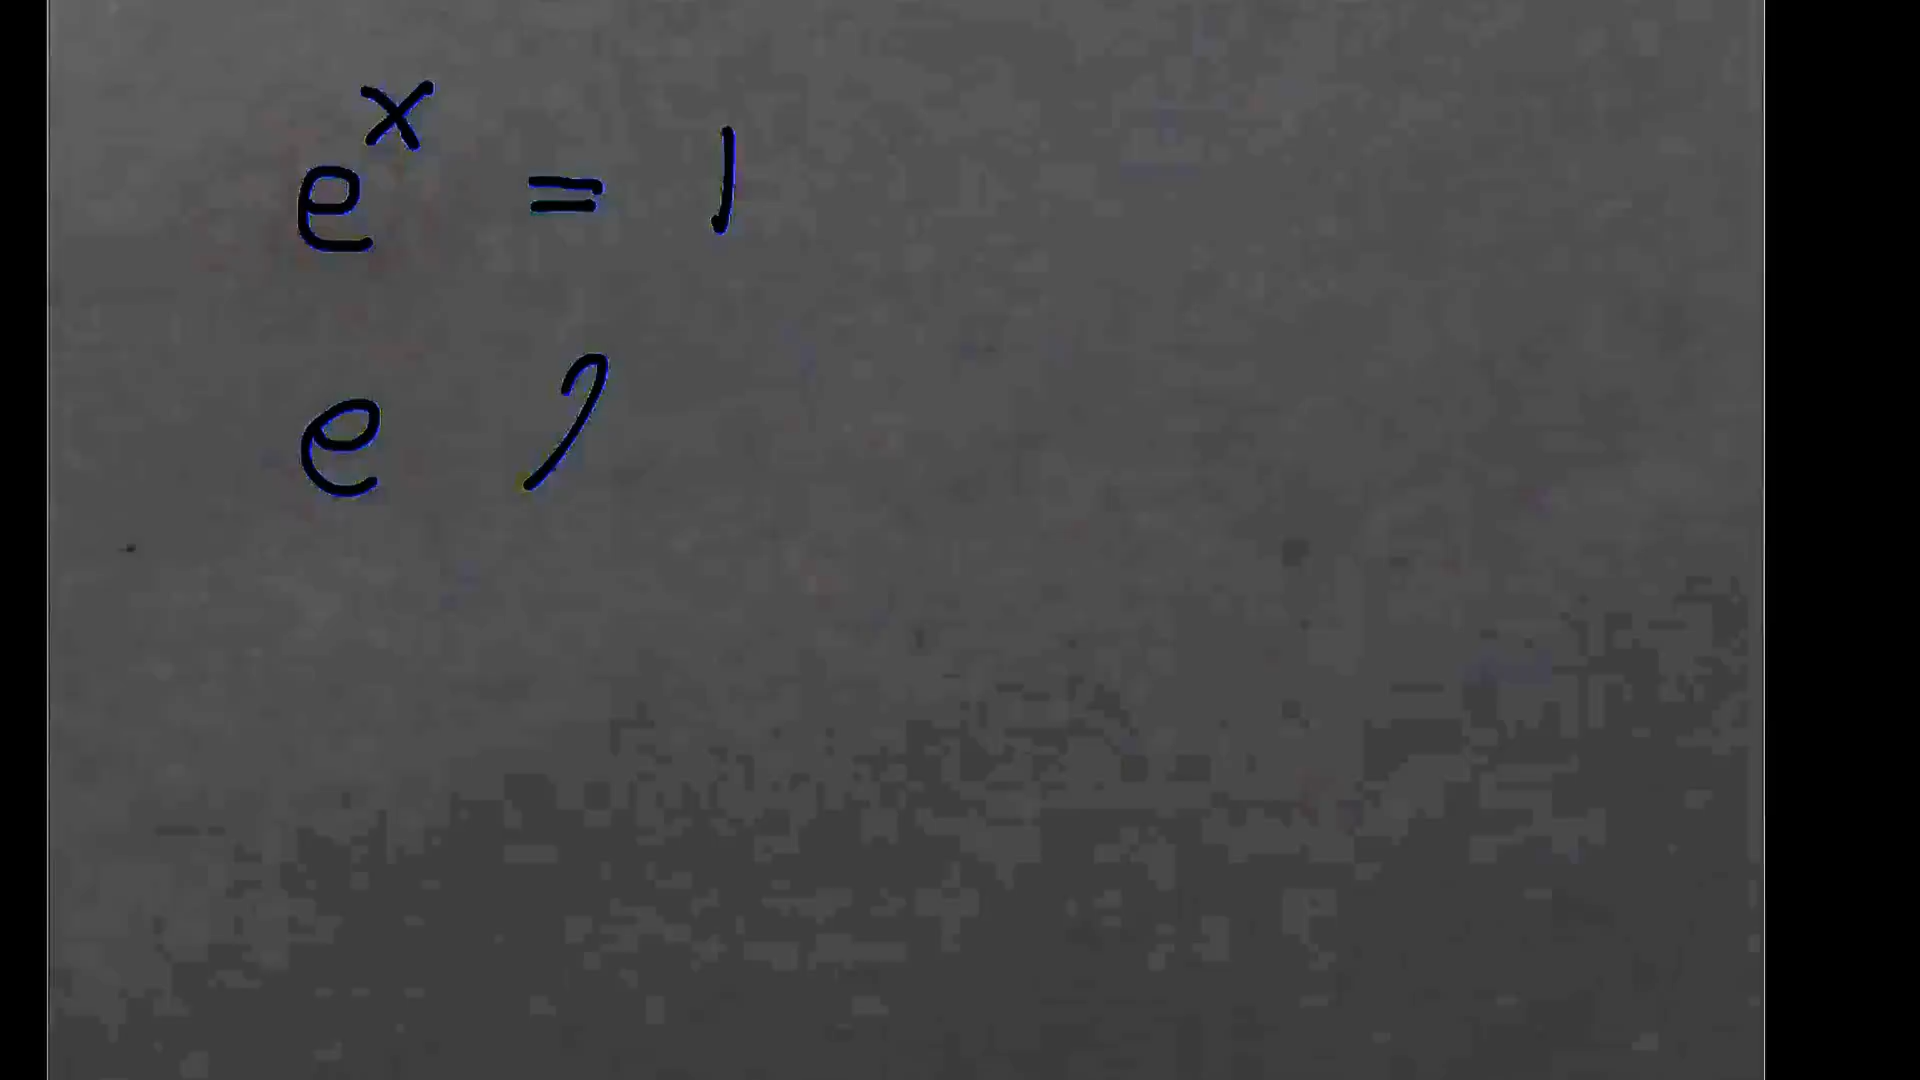 e^x = 1
e